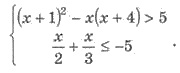 (x + 1)² − x(x + 4) > 5
x/2 + x/3 ≤ −5 .